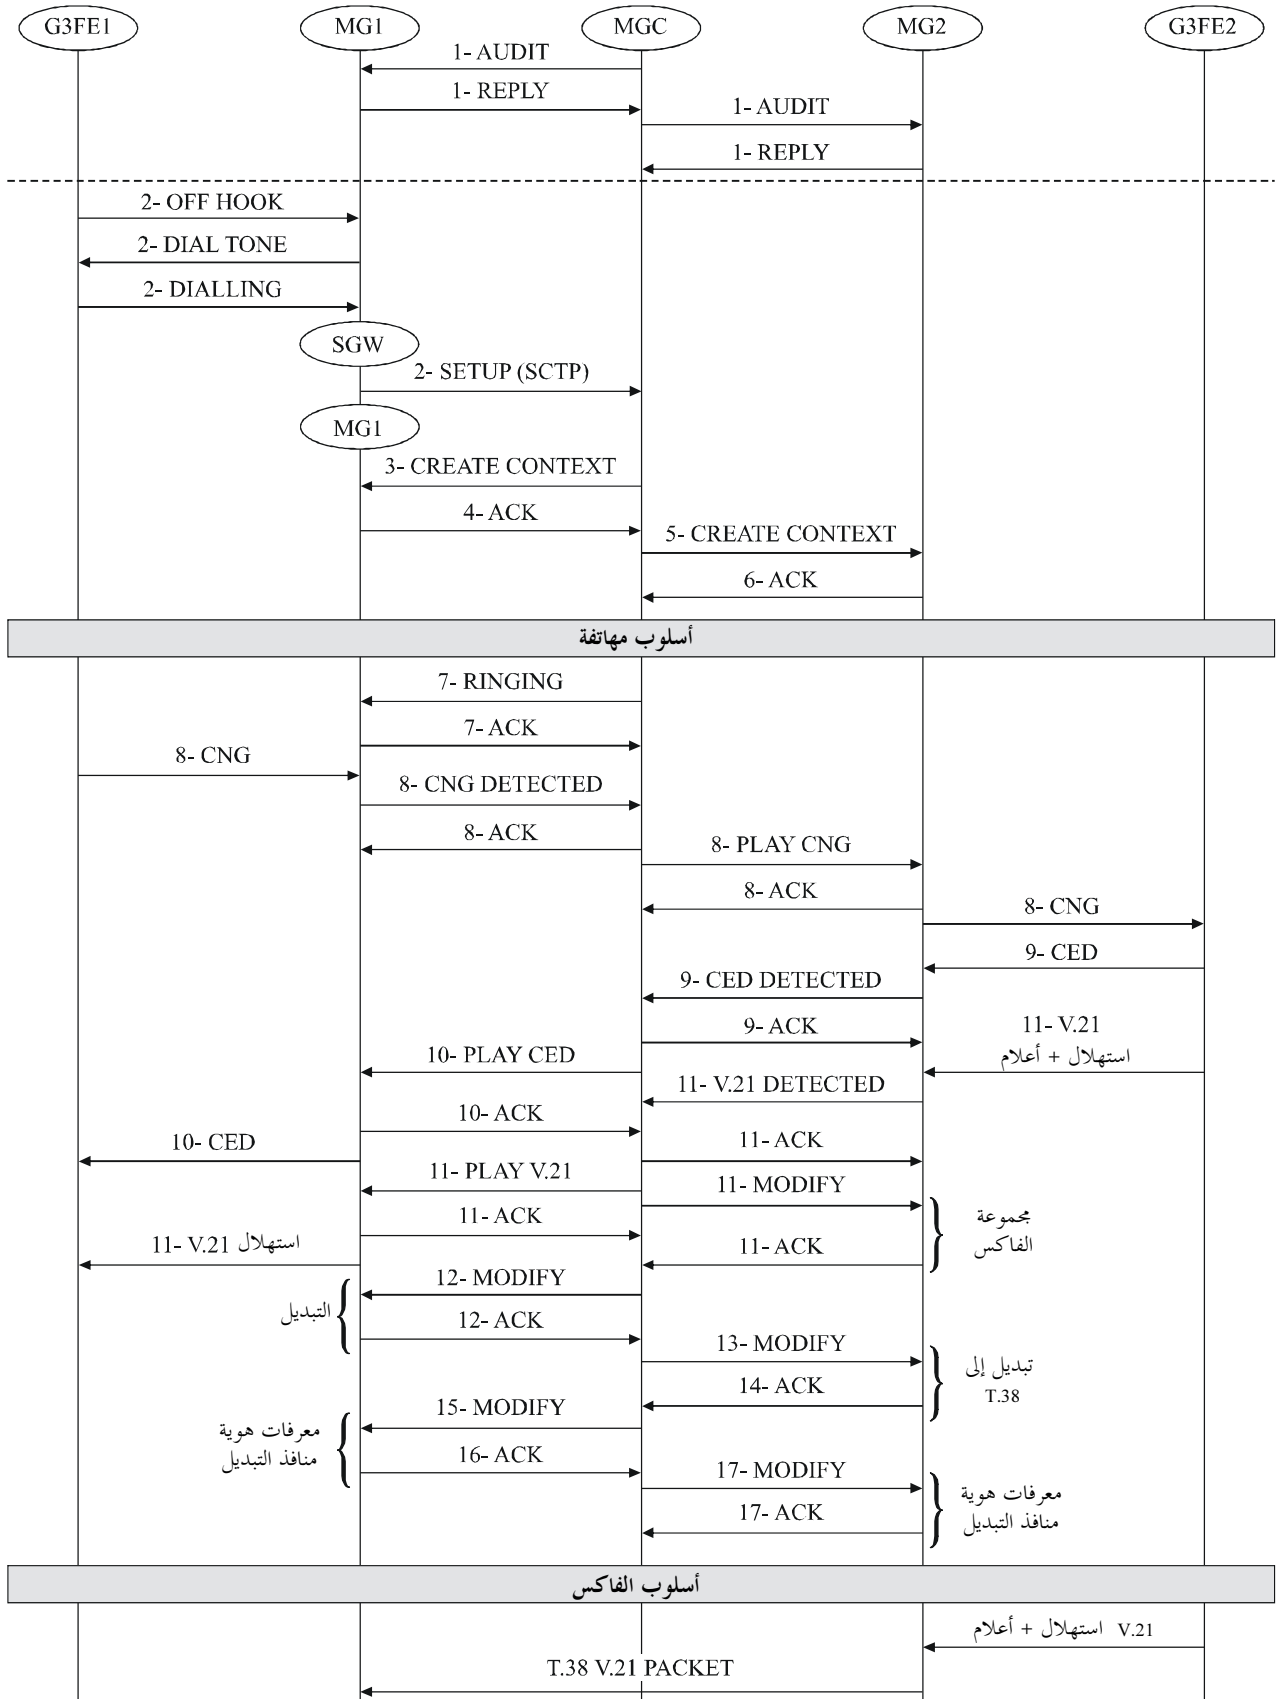 G3FE1 MG1 MGC MG2 G3FE2
1- AUDIT
1- REPLY
1- AUDIT
1- REPLY
2- OFF HOOK
2- DIAL TONE
2- DIALLING
SGW
2- SETUP (SCTP)
MG1
3- CREATE CONTEXT
4- ACK
5- CREATE CONTEXT
6- ACK
أسلوب مهاتفة
7- RINGING
7- ACK
8- CNG
8- CNG DETECTED
8- ACK
8- PLAY CNG
8- ACK
8- CNG
9- CED
9- CED DETECTED
9- ACK
11- V.21
استهلال + أعلام
10- PLAY CED
11- V.21 DETECTED
10- ACK
10- CED
11- ACK
11- PLAY V.21
11- MODIFY
11- ACK
مجموعة
الفاكس
11- V.21 استهلال
11- ACK
12- MODIFY
التبديل
12- ACK
13- MODIFY
تبديل إلى
T.38
14- ACK
15- MODIFY
معرفات هوية
منافذ التبديل
16- ACK
17- MODIFY
معرفات هوية
منافذ التبديل
17- ACK
أسلوب الفاكس
V.21 استهلال + أعلام
T.38 V.21 PACKET